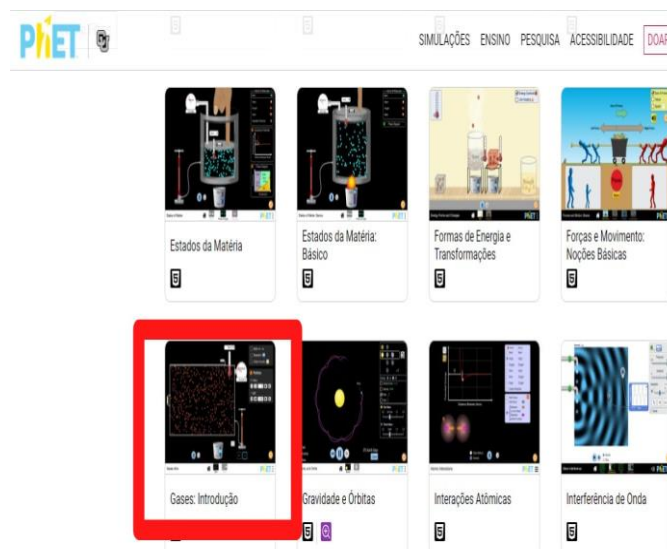 PhET
SIMULAÇÕES ENSINO PESQUISA ACESSIBILIDADE DOAR
Estados da Matéria
Estados da Matéria:
Básico
Formas de Energia e
Transformações
Forças e Movimento:
Noções Básicas
Gases: Introdução
Gravidade e Órbitas
Interações Atômicas
Interferência de Onda